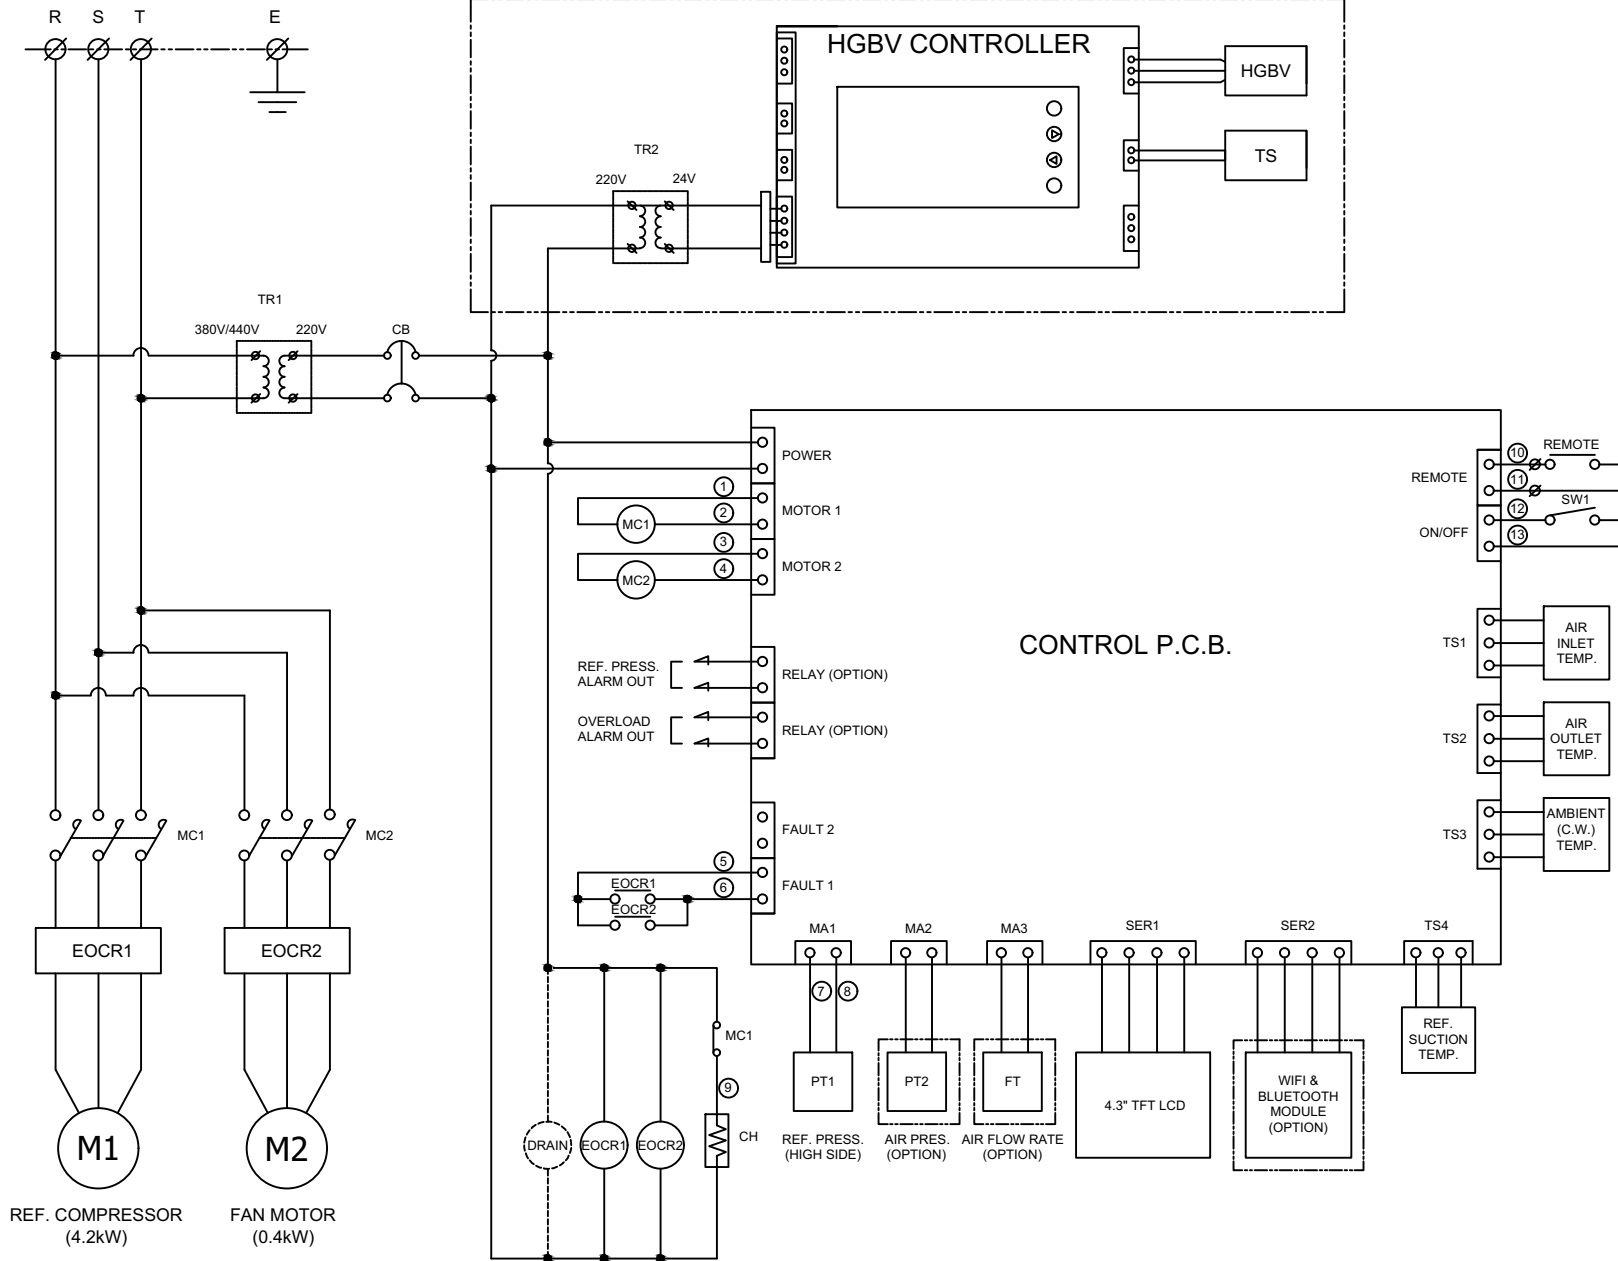 R S T E
HGBV CONTROLLER
HGBV
TS
TR2
220V 24V
TR1
380V/440V 220V CB
POWER
1
2
MC1
MOTOR 1
3
4
MC2
MOTOR 2
REF. PRESS.
ALARM OUT
RELAY (OPTION)
OVERLOAD
ALARM OUT
RELAY (OPTION)
CONTROL P.C.B.
REMOTE
10
REMOTE
11
ON/OFF
12
SW1
13
TS1
AIR
INLET
TEMP.
TS2
AIR
OUTLET
TEMP.
TS3
AMBIENT
(C.W.)
TEMP.
FAULT 2
5
6
FAULT 1
EOCR1
EOCR2
MC1
MC2
EOCR1
EOCR2
M1
M2
REF. COMPRESSOR
(4.2kW)
FAN MOTOR
(0.4kW)
MA1 MA2 MA3 SER1 SER2 TS4
7 8
MC1
9
CH
DRAIN EOCR1 EOCR2
PT1
REF. PRESS.
(HIGH SIDE)
PT2
AIR PRES.
(OPTION)
FT
AIR FLOW RATE
(OPTION)
4.3" TFT LCD
WIFI &
BLUETOOTH
MODULE
(OPTION)
REF.
SUCTION
TEMP.